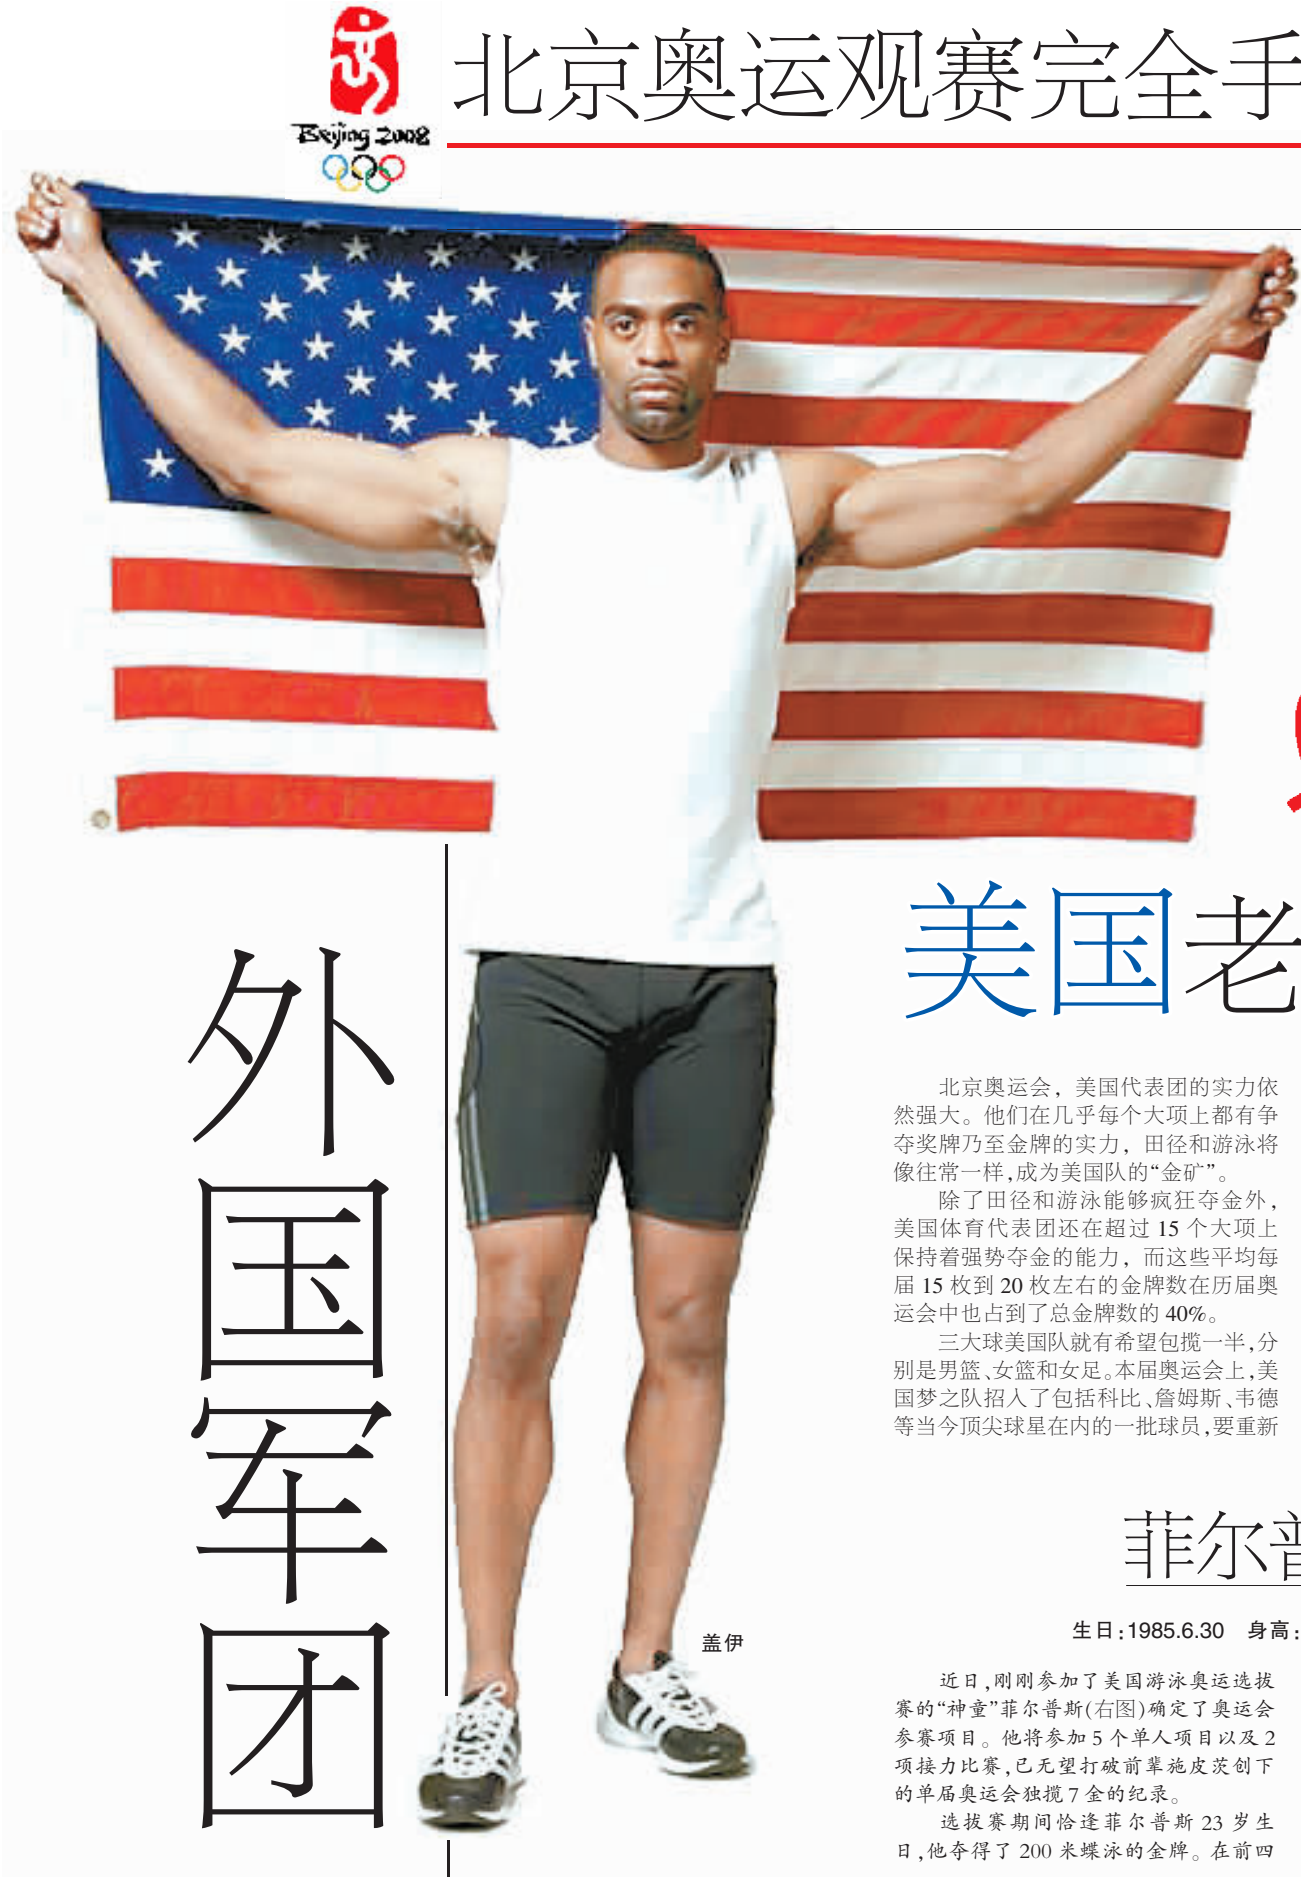 Beijing 2008
北京奥运观赛完全手
外国军团
美国老
北京奥运会，美国代表团的实力依
然强大。他们在几乎每个大项上都有争
夺奖牌乃至金牌的实力，田径和游泳将
像往常一样,成为美国队的“金矿”。
除了田径和游泳能够疯狂夺金外，
美国体育代表团还在超过 15 个大项上
保持着强势夺金的能力，而这些平均每
届 15 枚到 20 枚左右的金牌数在历届奥
运会中也占到了总金牌数的 40%。
三大球美国队就有希望包揽一半,分
别是男篮、女篮和女足。本届奥运会上,美
国梦之队招入了包括科比、詹姆斯、韦德
等当今顶尖球星在内的一批球员,要重新
盖伊
菲尔普
生日:1985.6.30 身高:
近日,刚刚参加了美国游泳奥运选拔
赛的“神童”菲尔普斯(右图)确定了奥运会
参赛项目。他将参加 5 个单人项目以及 2
项接力比赛,已无望打破前辈施皮茨创下
的单届奥运会独揽 7 金的纪录。
选拔赛期间恰逢菲尔普斯 23 岁生
日,他夺得了 200 米蝶泳的金牌。在前四